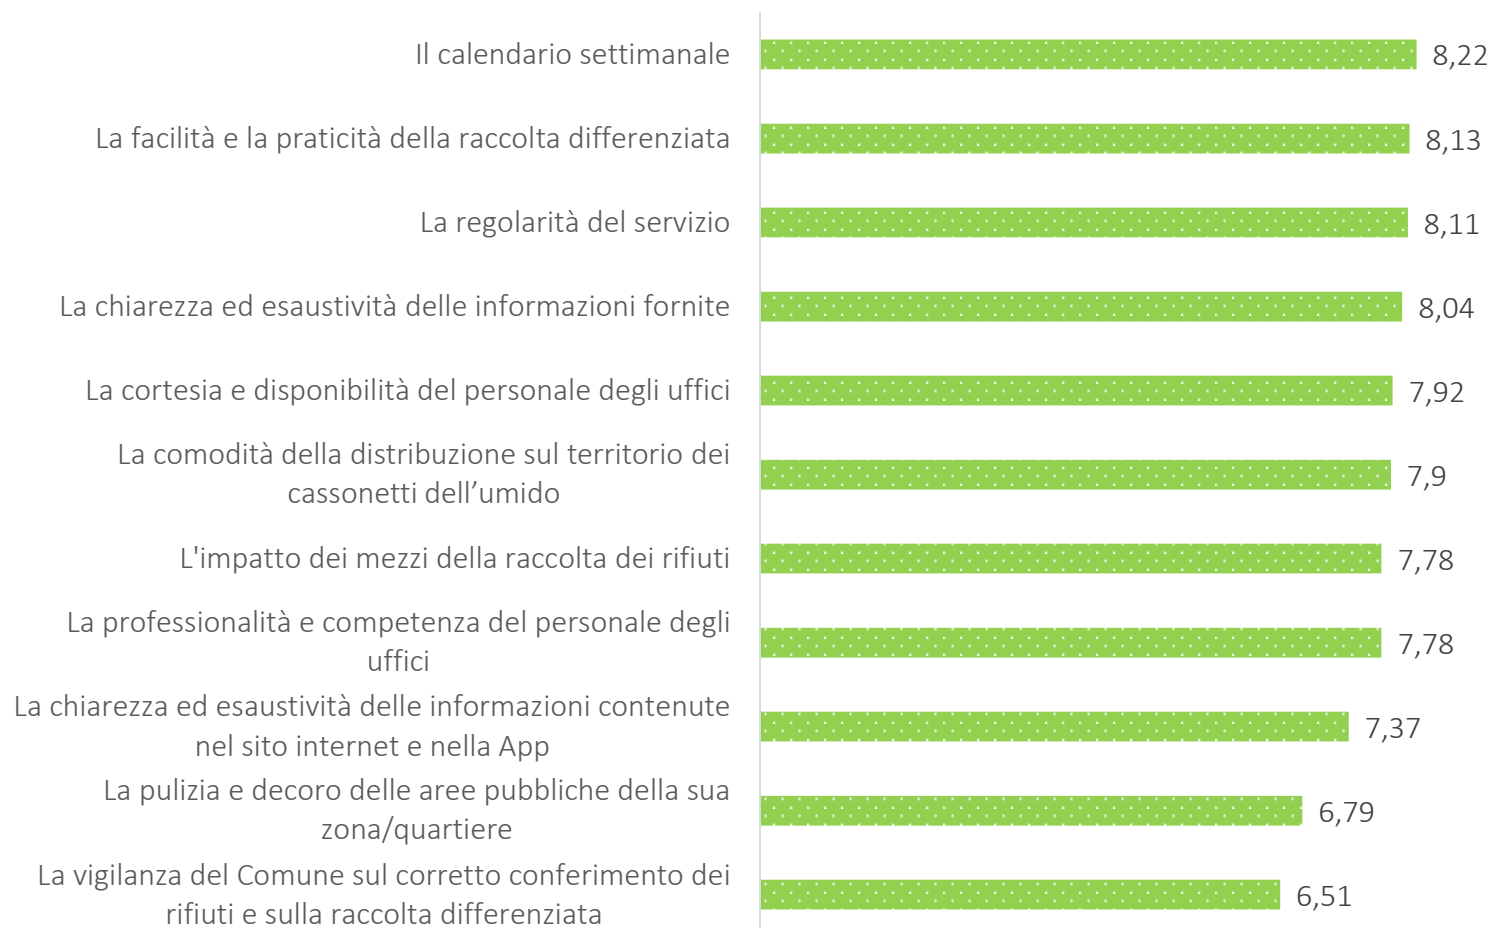 Il calendario settimanale
8,22
La facilità e la praticità della raccolta differenziata
8,13
La regolarità del servizio
8,11
La chiarezza ed esaustività delle informazioni fornite
8,04
La cortesia e disponibilità del personale degli uffici
7,92
La comodità della distribuzione sul territorio dei
cassonetti dell’umido
7,9
L'impatto dei mezzi della raccolta dei rifiuti
7,78
La professionalità e competenza del personale degli
uffici
7,78
La chiarezza ed esaustività delle informazioni contenute
nel sito internet e nella App
7,37
La pulizia e decoro delle aree pubbliche della sua
zona/quartiere
6,79
La vigilanza del Comune sul corretto conferimento dei
rifiuti e sulla raccolta differenziata
6,51